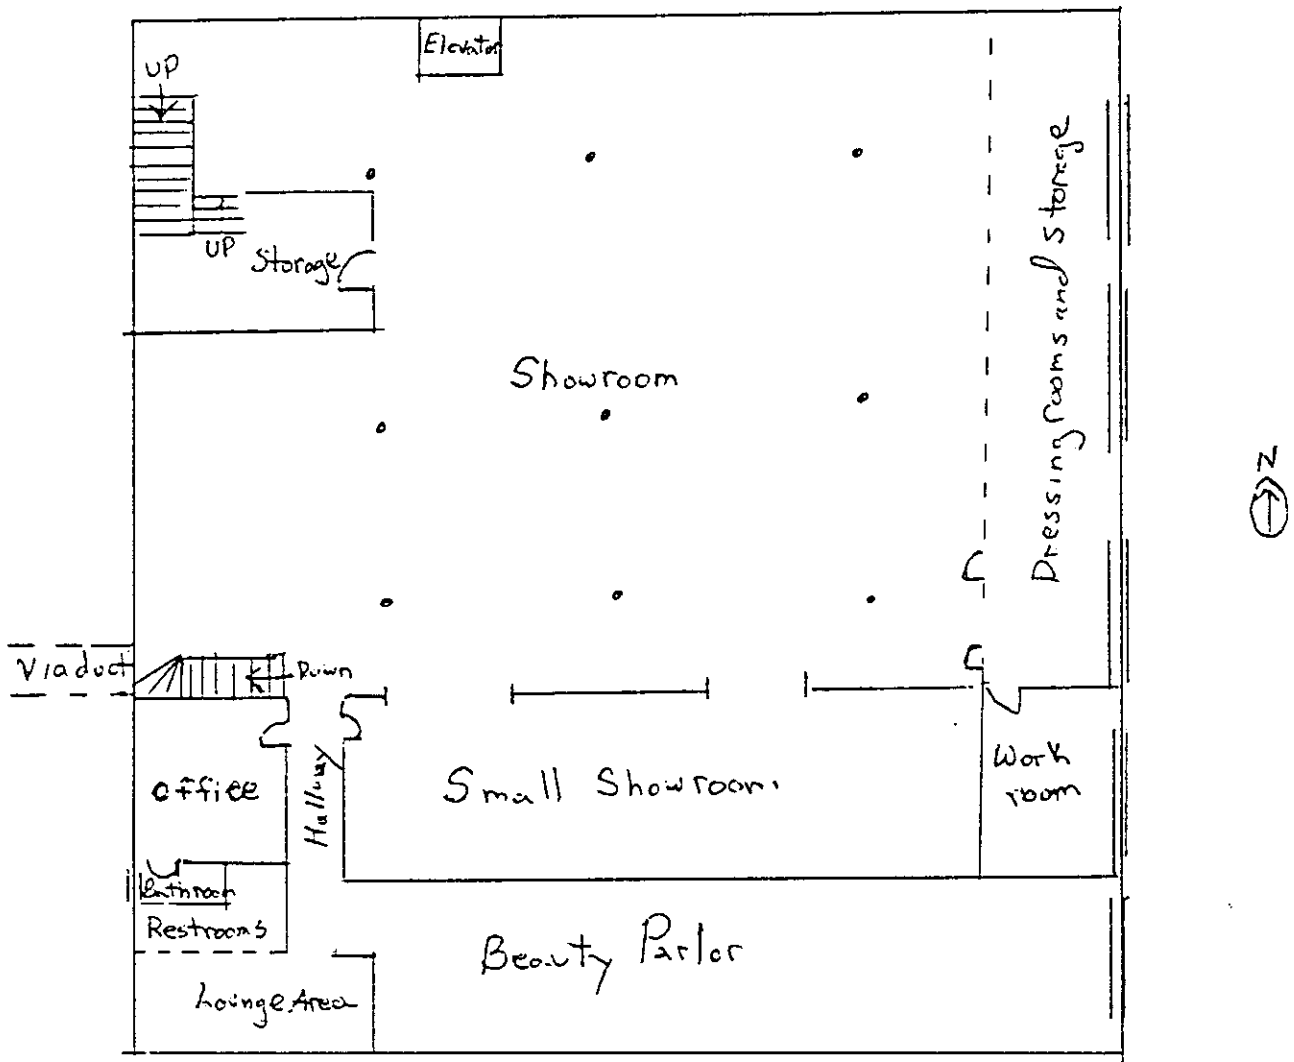 Elevator
UP
UP
Storage
Dressing rooms and storage
Showroom
N
Viaduct
Down
Office
Hallway
Small Showroom
Work
room
Bathroom
Restrooms
Beauty Parlor
Lounge Area